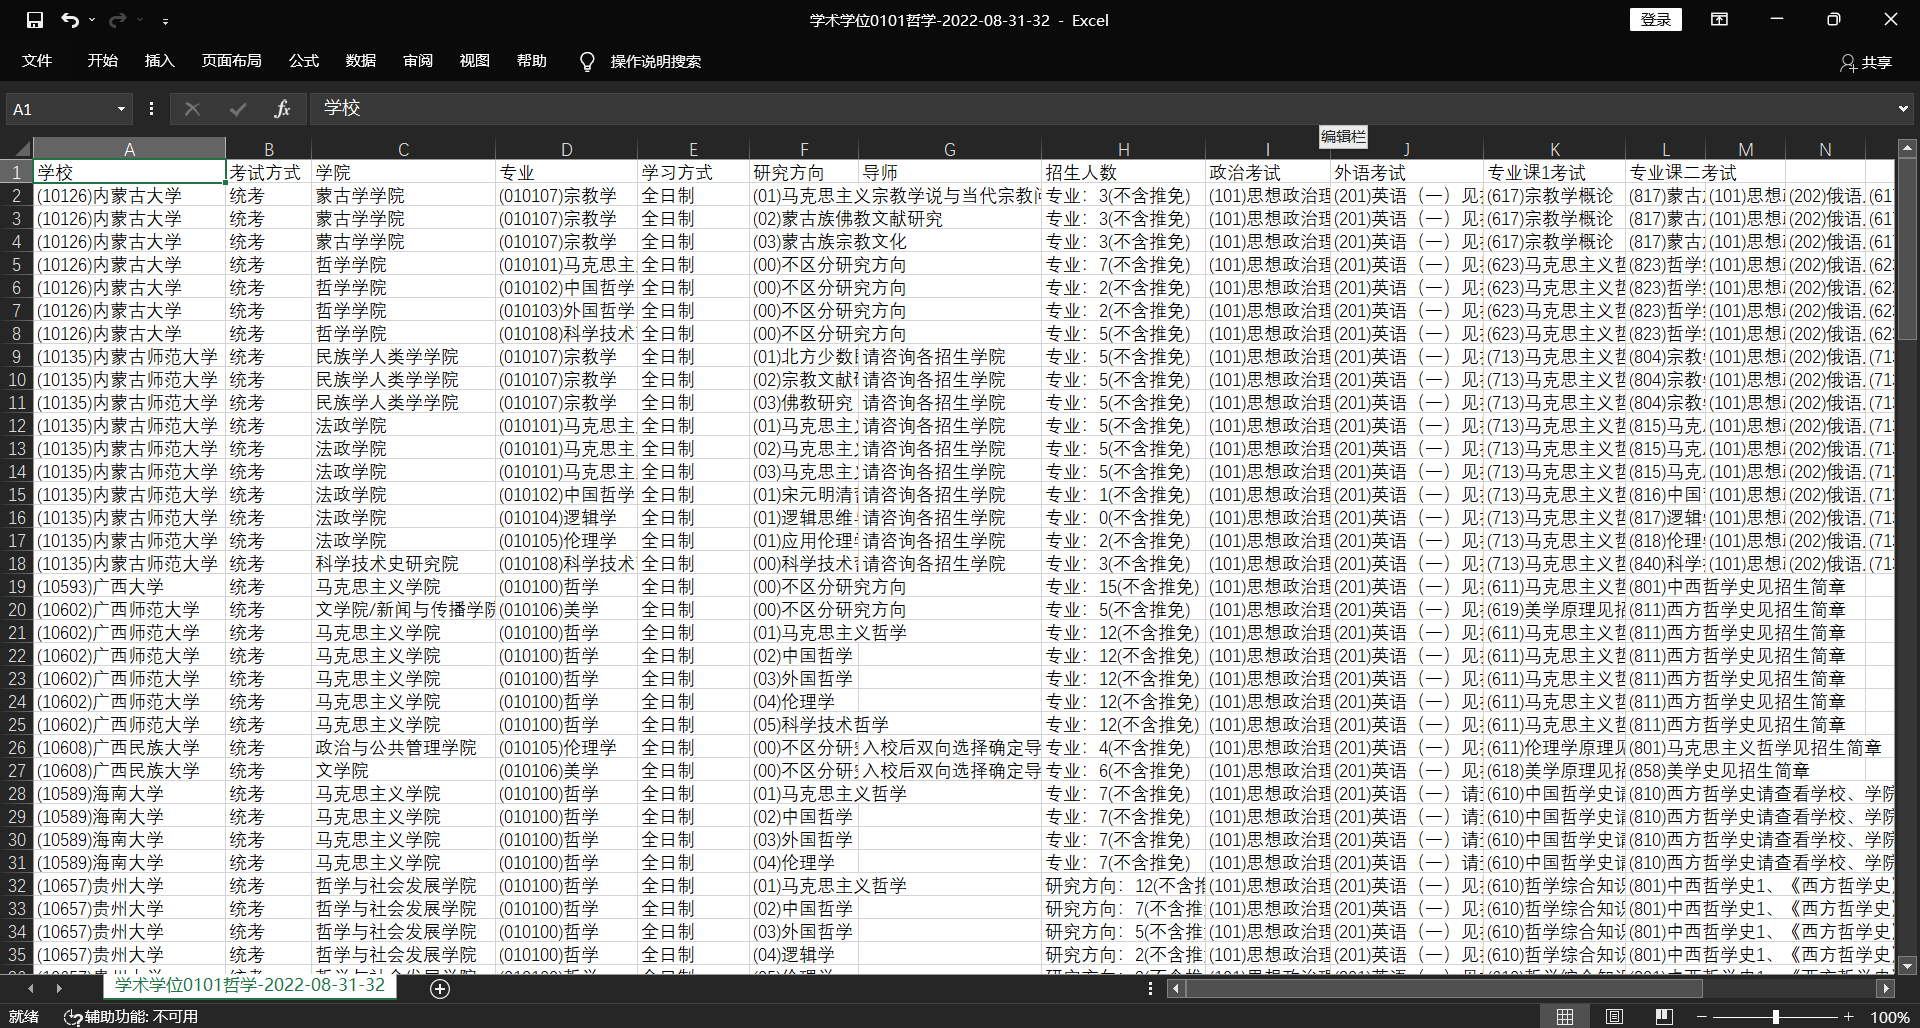 学术学位0101哲学-2022-08-31-32 - Excel
登录
文件 开始 插入 页面布局 公式 数据 审阅 视图 帮助 操作说明搜索 共享
A1 fx 学校
编辑栏
A B C D E F G H I J K L M N
1 学校 考试方式 学院 专业 学习方式 研究方向 导师 招生人数 政治考试 外语考试 专业课1考试 专业课二考试
2 (10126)内蒙古大学 统考 蒙古学学院 (010107)宗教学 全日制 (01)马克思主义宗教学说与当代宗教 专业：3(不含推免) (101)思想政治理 (201)英语（一）见 (617)宗教学概论 (817)蒙古 (101)思想 (202)俄语 (61
3 (10126)内蒙古大学 统考 蒙古学学院 (010107)宗教学 全日制 (02)蒙古族佛教文献研究 专业：3(不含推免) (101)思想政治理 (201)英语（一）见 (617)宗教学概论 (817)蒙古 (101)思想 (202)俄语 (61
4 (10126)内蒙古大学 统考 蒙古学学院 (010107)宗教学 全日制 (03)蒙古族宗教文化 专业：3(不含推免) (101)思想政治理 (201)英语（一）见 (617)宗教学概论 (817)蒙古 (101)思想 (202)俄语 (61
5 (10126)内蒙古大学 统考 哲学学院 (010101)马克思主 全日制 (00)不区分研究方向 专业：7(不含推免) (101)思想政治理 (201)英语（一）见 (623)马克思主义哲 (823)哲学 (101)思想 (202)俄语 (62
6 (10126)内蒙古大学 统考 哲学学院 (010102)中国哲学 全日制 (00)不区分研究方向 专业：2(不含推免) (101)思想政治理 (201)英语（一）见 (623)马克思主义哲 (823)哲学 (101)思想 (202)俄语 (62
7 (10126)内蒙古大学 统考 哲学学院 (010103)外国哲学 全日制 (00)不区分研究方向 专业：2(不含推免) (101)思想政治理 (201)英语（一）见 (623)马克思主义哲 (823)哲学 (101)思想 (202)俄语 (62
8 (10126)内蒙古大学 统考 哲学学院 (010108)科学技术 全日制 (00)不区分研究方向 专业：5(不含推免) (101)思想政治理 (201)英语（一）见 (623)马克思主义哲 (823)哲学 (101)思想 (202)俄语 (62
9 (10135)内蒙古师范大学 统考 民族学人类学学院 (010107)宗教学 全日制 (01)北方少数 请咨询各招生学院 专业：5(不含推免) (101)思想政治理 (201)英语（一）见 (713)马克思主义哲 (804)宗教 (101)思想 (202)俄语 (71
10 (10135)内蒙古师范大学 统考 民族学人类学学院 (010107)宗教学 全日制 (02)宗教文献 请咨询各招生学院 专业：5(不含推免) (101)思想政治理 (201)英语（一）见 (713)马克思主义哲 (804)宗教 (101)思想 (202)俄语 (71
11 (10135)内蒙古师范大学 统考 民族学人类学学院 (010107)宗教学 全日制 (03)佛教研究 请咨询各招生学院 专业：5(不含推免) (101)思想政治理 (201)英语（一）见 (713)马克思主义哲 (804)宗教 (101)思想 (202)俄语 (71
12 (10135)内蒙古师范大学 统考 法政学院 (010101)马克思主 全日制 (01)马克思主 请咨询各招生学院 专业：5(不含推免) (101)思想政治理 (201)英语（一）见 (713)马克思主义哲 (815)马克 (101)思想 (202)俄语 (71
13 (10135)内蒙古师范大学 统考 法政学院 (010101)马克思主 全日制 (02)马克思主 请咨询各招生学院 专业：5(不含推免) (101)思想政治理 (201)英语（一）见 (713)马克思主义哲 (815)马克 (101)思想 (202)俄语 (71
14 (10135)内蒙古师范大学 统考 法政学院 (010101)马克思主 全日制 (03)马克思主 请咨询各招生学院 专业：5(不含推免) (101)思想政治理 (201)英语（一）见 (713)马克思主义哲 (815)马克 (101)思想 (202)俄语 (71
15 (10135)内蒙古师范大学 统考 法政学院 (010102)中国哲学 全日制 (01)宋元明清 请咨询各招生学院 专业：1(不含推免) (101)思想政治理 (201)英语（一）见 (713)马克思主义哲 (816)中国 (101)思想 (202)俄语 (71
16 (10135)内蒙古师范大学 统考 法政学院 (010104)逻辑学 全日制 (01)逻辑思维 请咨询各招生学院 专业：0(不含推免) (101)思想政治理 (201)英语（一）见 (713)马克思主义哲 (817)逻辑 (101)思想 (202)俄语 (71
17 (10135)内蒙古师范大学 统考 法政学院 (010105)伦理学 全日制 (01)应用伦理 请咨询各招生学院 专业：2(不含推免) (101)思想政治理 (201)英语（一）见 (713)马克思主义哲 (818)伦理 (101)思想 (202)俄语 (71
18 (10135)内蒙古师范大学 统考 科学技术史研究院 (010108)科学技术 全日制 (00)科学技术 请咨询各招生学院 专业：3(不含推免) (101)思想政治理 (201)英语（一）见 (713)马克思主义哲 (840)科学 (101)思想 (202)俄语 (71
19 (10593)广西大学 统考 马克思主义学院 (010100)哲学 全日制 (00)不区分研究方向 专业：15(不含推免) (101)思想政治理 (201)英语（一）见 (611)马克思主义哲 (801)中西哲学史见招生简章
20 (10602)广西师范大学 统考 文学院/新闻与传播学院 (010106)美学 全日制 (00)不区分研究方向 专业：5(不含推免) (101)思想政治理 (201)英语（一）见 (619)美学原理见招 (811)西方哲学史见招生简章
21 (10602)广西师范大学 统考 马克思主义学院 (010100)哲学 全日制 (01)马克思主义哲学 专业：12(不含推免) (101)思想政治理 (201)英语（一）见 (611)马克思主义哲 (811)西方哲学史见招生简章
22 (10602)广西师范大学 统考 马克思主义学院 (010100)哲学 全日制 (02)中国哲学 专业：12(不含推免) (101)思想政治理 (201)英语（一）见 (611)马克思主义哲 (811)西方哲学史见招生简章
23 (10602)广西师范大学 统考 马克思主义学院 (010100)哲学 全日制 (03)外国哲学 专业：12(不含推免) (101)思想政治理 (201)英语（一）见 (611)马克思主义哲 (811)西方哲学史见招生简章
24 (10602)广西师范大学 统考 马克思主义学院 (010100)哲学 全日制 (04)伦理学 专业：12(不含推免) (101)思想政治理 (201)英语（一）见 (611)马克思主义哲 (811)西方哲学史见招生简章
25 (10602)广西师范大学 统考 马克思主义学院 (010100)哲学 全日制 (05)科学技术哲学 专业：12(不含推免) (101)思想政治理 (201)英语（一）见 (611)马克思主义哲 (811)西方哲学史见招生简章
26 (10608)广西民族大学 统考 政治与公共管理学院 (010105)伦理学 全日制 (00)不区分研 入校后双向选择确定导 专业：4(不含推免) (101)思想政治理 (201)英语（一）见 (611)伦理学原理见 (801)马克思主义哲学见招生简章
27 (10608)广西民族大学 统考 文学院 (010106)美学 全日制 (00)不区分研 入校后双向选择确定导 专业：6(不含推免) (101)思想政治理 (201)英语（一）见 (618)美学原理见招 (858)美学史见招生简章
28 (10589)海南大学 统考 马克思主义学院 (010100)哲学 全日制 (01)马克思主义哲学 专业：7(不含推免) (101)思想政治理 (201)英语（一）请 (610)中国哲学史请 (810)西方哲学史请查看学校、学院
29 (10589)海南大学 统考 马克思主义学院 (010100)哲学 全日制 (02)中国哲学 专业：7(不含推免) (101)思想政治理 (201)英语（一）请 (610)中国哲学史请 (810)西方哲学史请查看学校、学院
30 (10589)海南大学 统考 马克思主义学院 (010100)哲学 全日制 (03)外国哲学 专业：7(不含推免) (101)思想政治理 (201)英语（一）请 (610)中国哲学史请 (810)西方哲学史请查看学校、学院
31 (10589)海南大学 统考 马克思主义学院 (010100)哲学 全日制 (04)伦理学 专业：7(不含推免) (101)思想政治理 (201)英语（一）请 (610)中国哲学史请 (810)西方哲学史请查看学校、学院
32 (10657)贵州大学 统考 哲学与社会发展学院 (010100)哲学 全日制 (01)马克思主义哲学 研究方向：12(不含推 (101)思想政治理 (201)英语（一）见 (610)哲学综合知识 (801)中西哲学史1、《西方哲学史
33 (10657)贵州大学 统考 哲学与社会发展学院 (010100)哲学 全日制 (02)中国哲学 研究方向：7(不含推 (101)思想政治理 (201)英语（一）见 (610)哲学综合知识 (801)中西哲学史1、《西方哲学史
34 (10657)贵州大学 统考 哲学与社会发展学院 (010100)哲学 全日制 (03)外国哲学 研究方向：5(不含推 (101)思想政治理 (201)英语（一）见 (610)哲学综合知识 (801)中西哲学史1、《西方哲学史
35 (10657)贵州大学 统考 哲学与社会发展学院 (010100)哲学 全日制 (04)逻辑学 研究方向：2(不含推 (101)思想政治理 (201)英语（一）见 (610)哲学综合知识 (801)中西哲学史1、《西方哲学史
学术学位0101哲学-2022-08-31-32
就绪 辅助功能: 不可用 100%